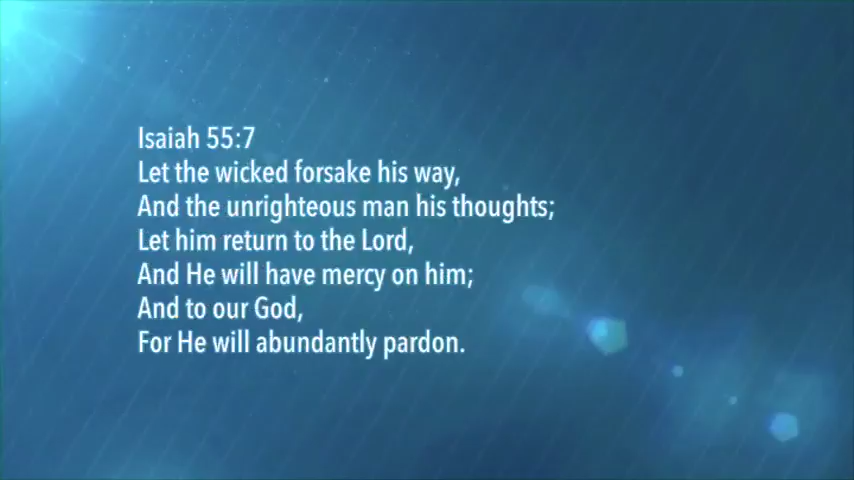 Isaiah 55:7
Let the wicked forsake his way,
And the unrighteous man his thoughts;
Let him return to the Lord,
And He will have mercy on him;
And to our God,
For He will abundantly pardon.